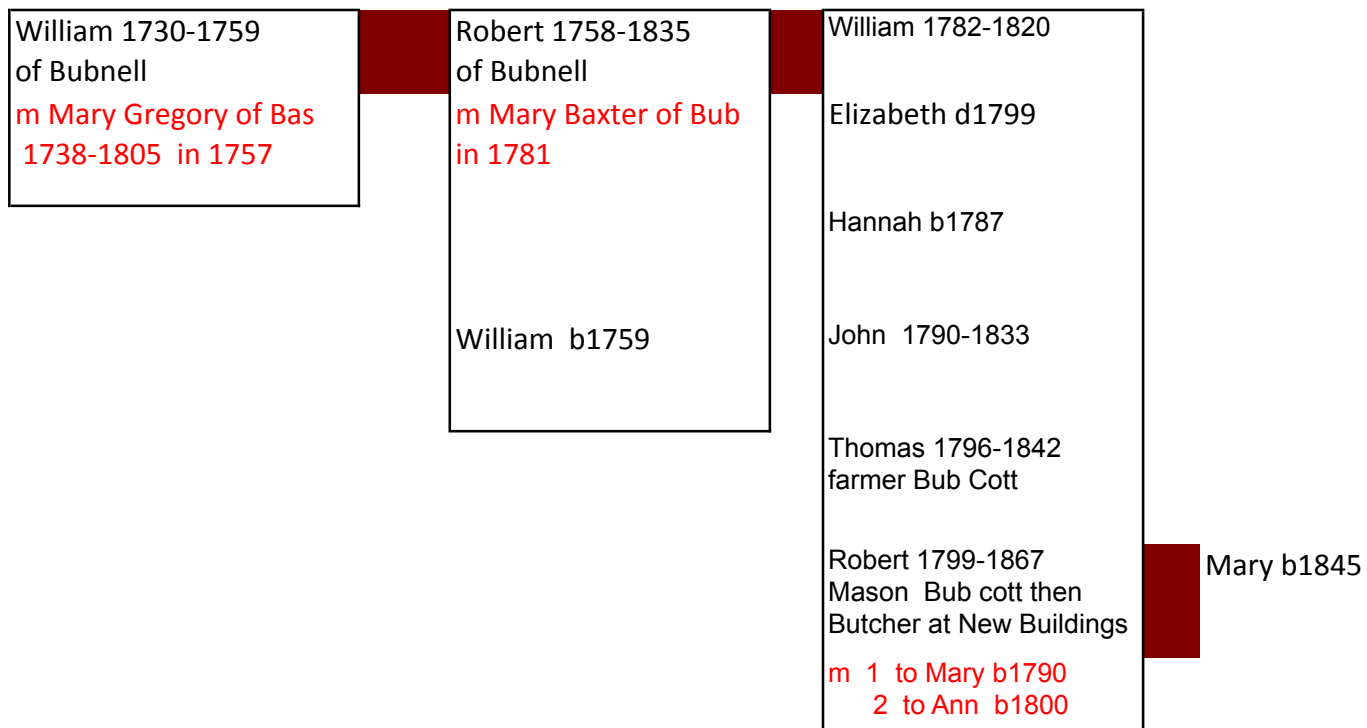 William 1730-1759
of Bubnell
m Mary Gregory of Bas
1738-1805 in 1757
Robert 1758-1835
of Bubnell
m Mary Baxter of Bub
in 1781
William b1759
William 1782-1820
Elizabeth d1799
Hannah b1787
John 1790-1833
Thomas 1796-1842
farmer Bub Cott
Robert 1799-1867
Mason Bub cott then
Butcher at New Buildings
m 1 to Mary b1790
2 to Ann b1800
Mary b1845